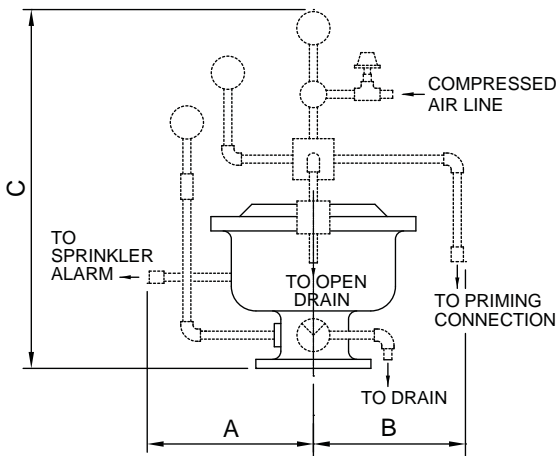 C
COMPRESSED
AIR LINE
TO
SPRINKLER
ALARM
TO OPEN
DRAIN
TO PRIMING
CONNECTION
TO DRAIN
A
B